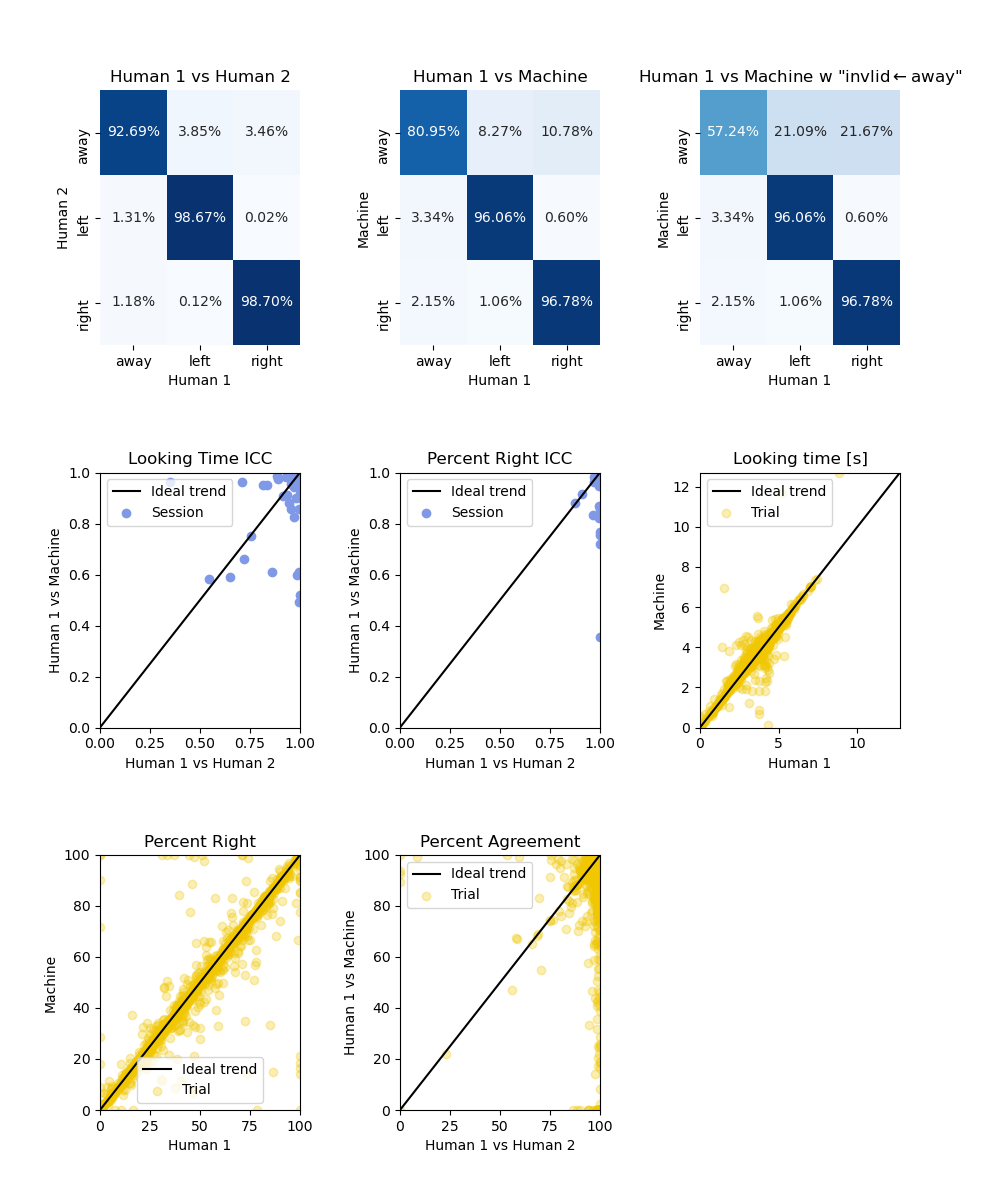 Human 1 vs Human 2
Human 1 vs Machine
Human 1 vs Machine w "invlid←away"
away
left
right
Human 2
92.69% 3.85% 3.46%
1.31% 98.67% 0.02%
1.18% 0.12% 98.70%
away left right
Human 1
away
left
right
Machine
80.95% 8.27% 10.78%
3.34% 96.06% 0.60%
2.15% 1.06% 96.78%
away left right
Human 1
away
left
right
Machine
57.24% 21.09% 21.67%
3.34% 96.06% 0.60%
2.15% 1.06% 96.78%
away left right
Human 1
Looking Time ICC
Ideal trend
Session
1.0
0.8
0.6
0.4
0.2
0.0
Human 1 vs Machine
0.00 0.25 0.50 0.75 1.00
Human 1 vs Human 2
Percent Right ICC
Ideal trend
Session
1.0
0.8
0.6
0.4
0.2
0.0
Human 1 vs Machine
0.00 0.25 0.50 0.75 1.00
Human 1 vs Human 2
Looking time [s]
Ideal trend
Trial
12
10
8
6
4
2
0
Machine
0 5 10
Human 1
Percent Right
100
80
60
40
20
0
Machine
Ideal trend
Trial
0 25 50 75 100
Human 1
Percent Agreement
Ideal trend
Trial
100
80
60
40
20
0
Human 1 vs Machine
0 25 50 75 100
Human 1 vs Human 2